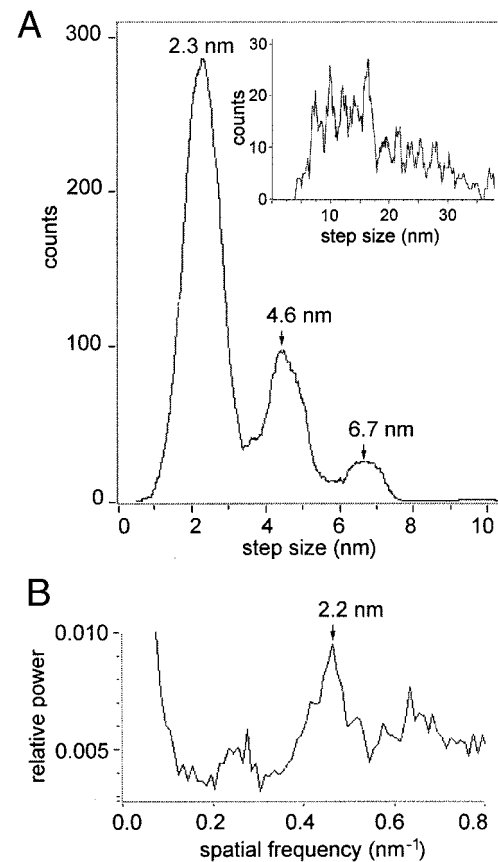 A
300
2.3 nm
200
100
0
counts
4.6 nm
6.7 nm
0 2 4 6 8 10
step size (nm)
30
20
10
0
counts
10 20 30
step size (nm)
B
2.2 nm
0.010
0.005
relative power
0.0 0.2 0.4 0.6 0.8
spatial frequency (nm⁻¹)